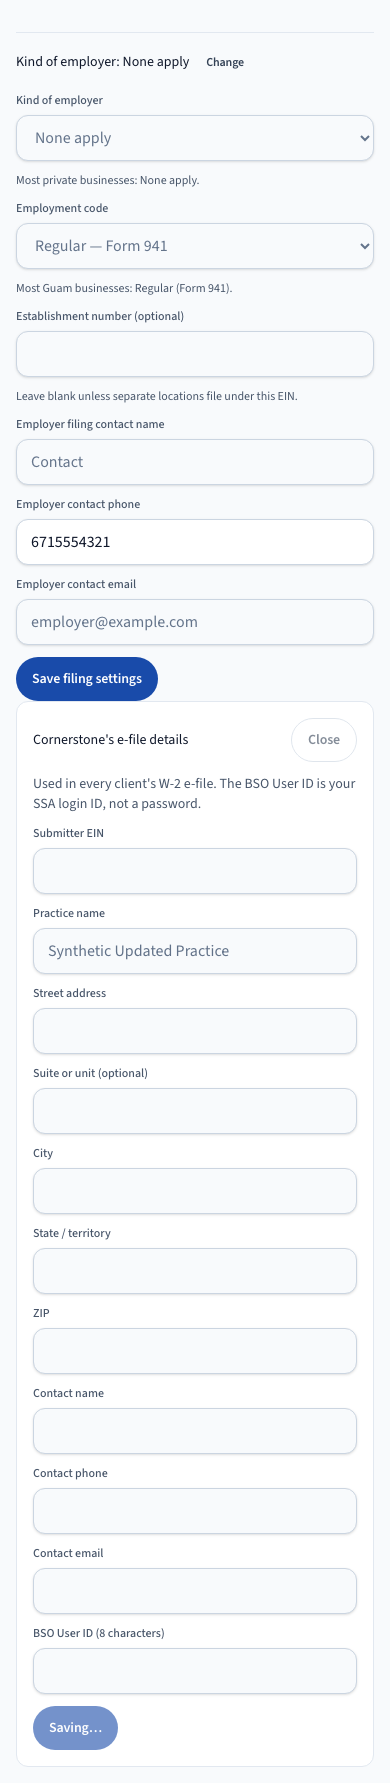 Kind of employer: None apply Change
Kind of employer
None apply
Most private businesses: None apply.
Employment code
Regular — Form 941
Most Guam businesses: Regular (Form 941).
Establishment number (optional)
Leave blank unless separate locations file under this EIN.
Employer filing contact name
Contact
Employer contact phone
6715554321
Employer contact email
employer@example.com
Save filing settings
Cornerstone's e-file details Close
Used in every client's W-2 e-file. The BSO User ID is your
SSA login ID, not a password.
Submitter EIN
Practice name
Synthetic Updated Practice
Street address
Suite or unit (optional)
City
State / territory
ZIP
Contact name
Contact phone
Contact email
BSO User ID (8 characters)
Saving...